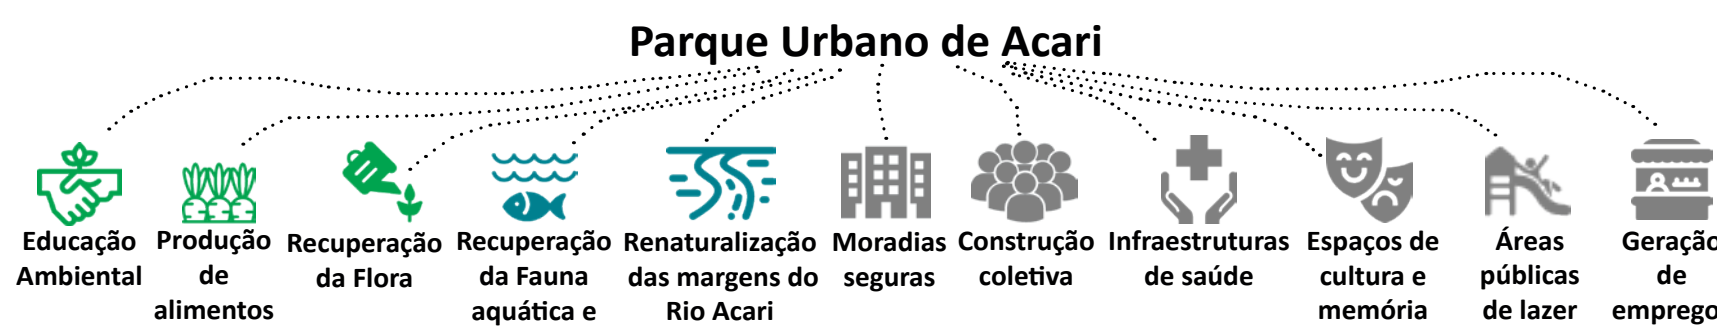 Parque Urbano de Acari
Educação
Ambiental
Produção
de
alimentos
Recuperação
da Flora
Recuperação
da Fauna
aquática e
Renaturalização
das margens do
Rio Acari
Moradias
seguras
Construção
coletiva
Infraestruturas
de saúde
Espaços de
cultura e
memória
Áreas
públicas
de lazer
Geração
de
emprego